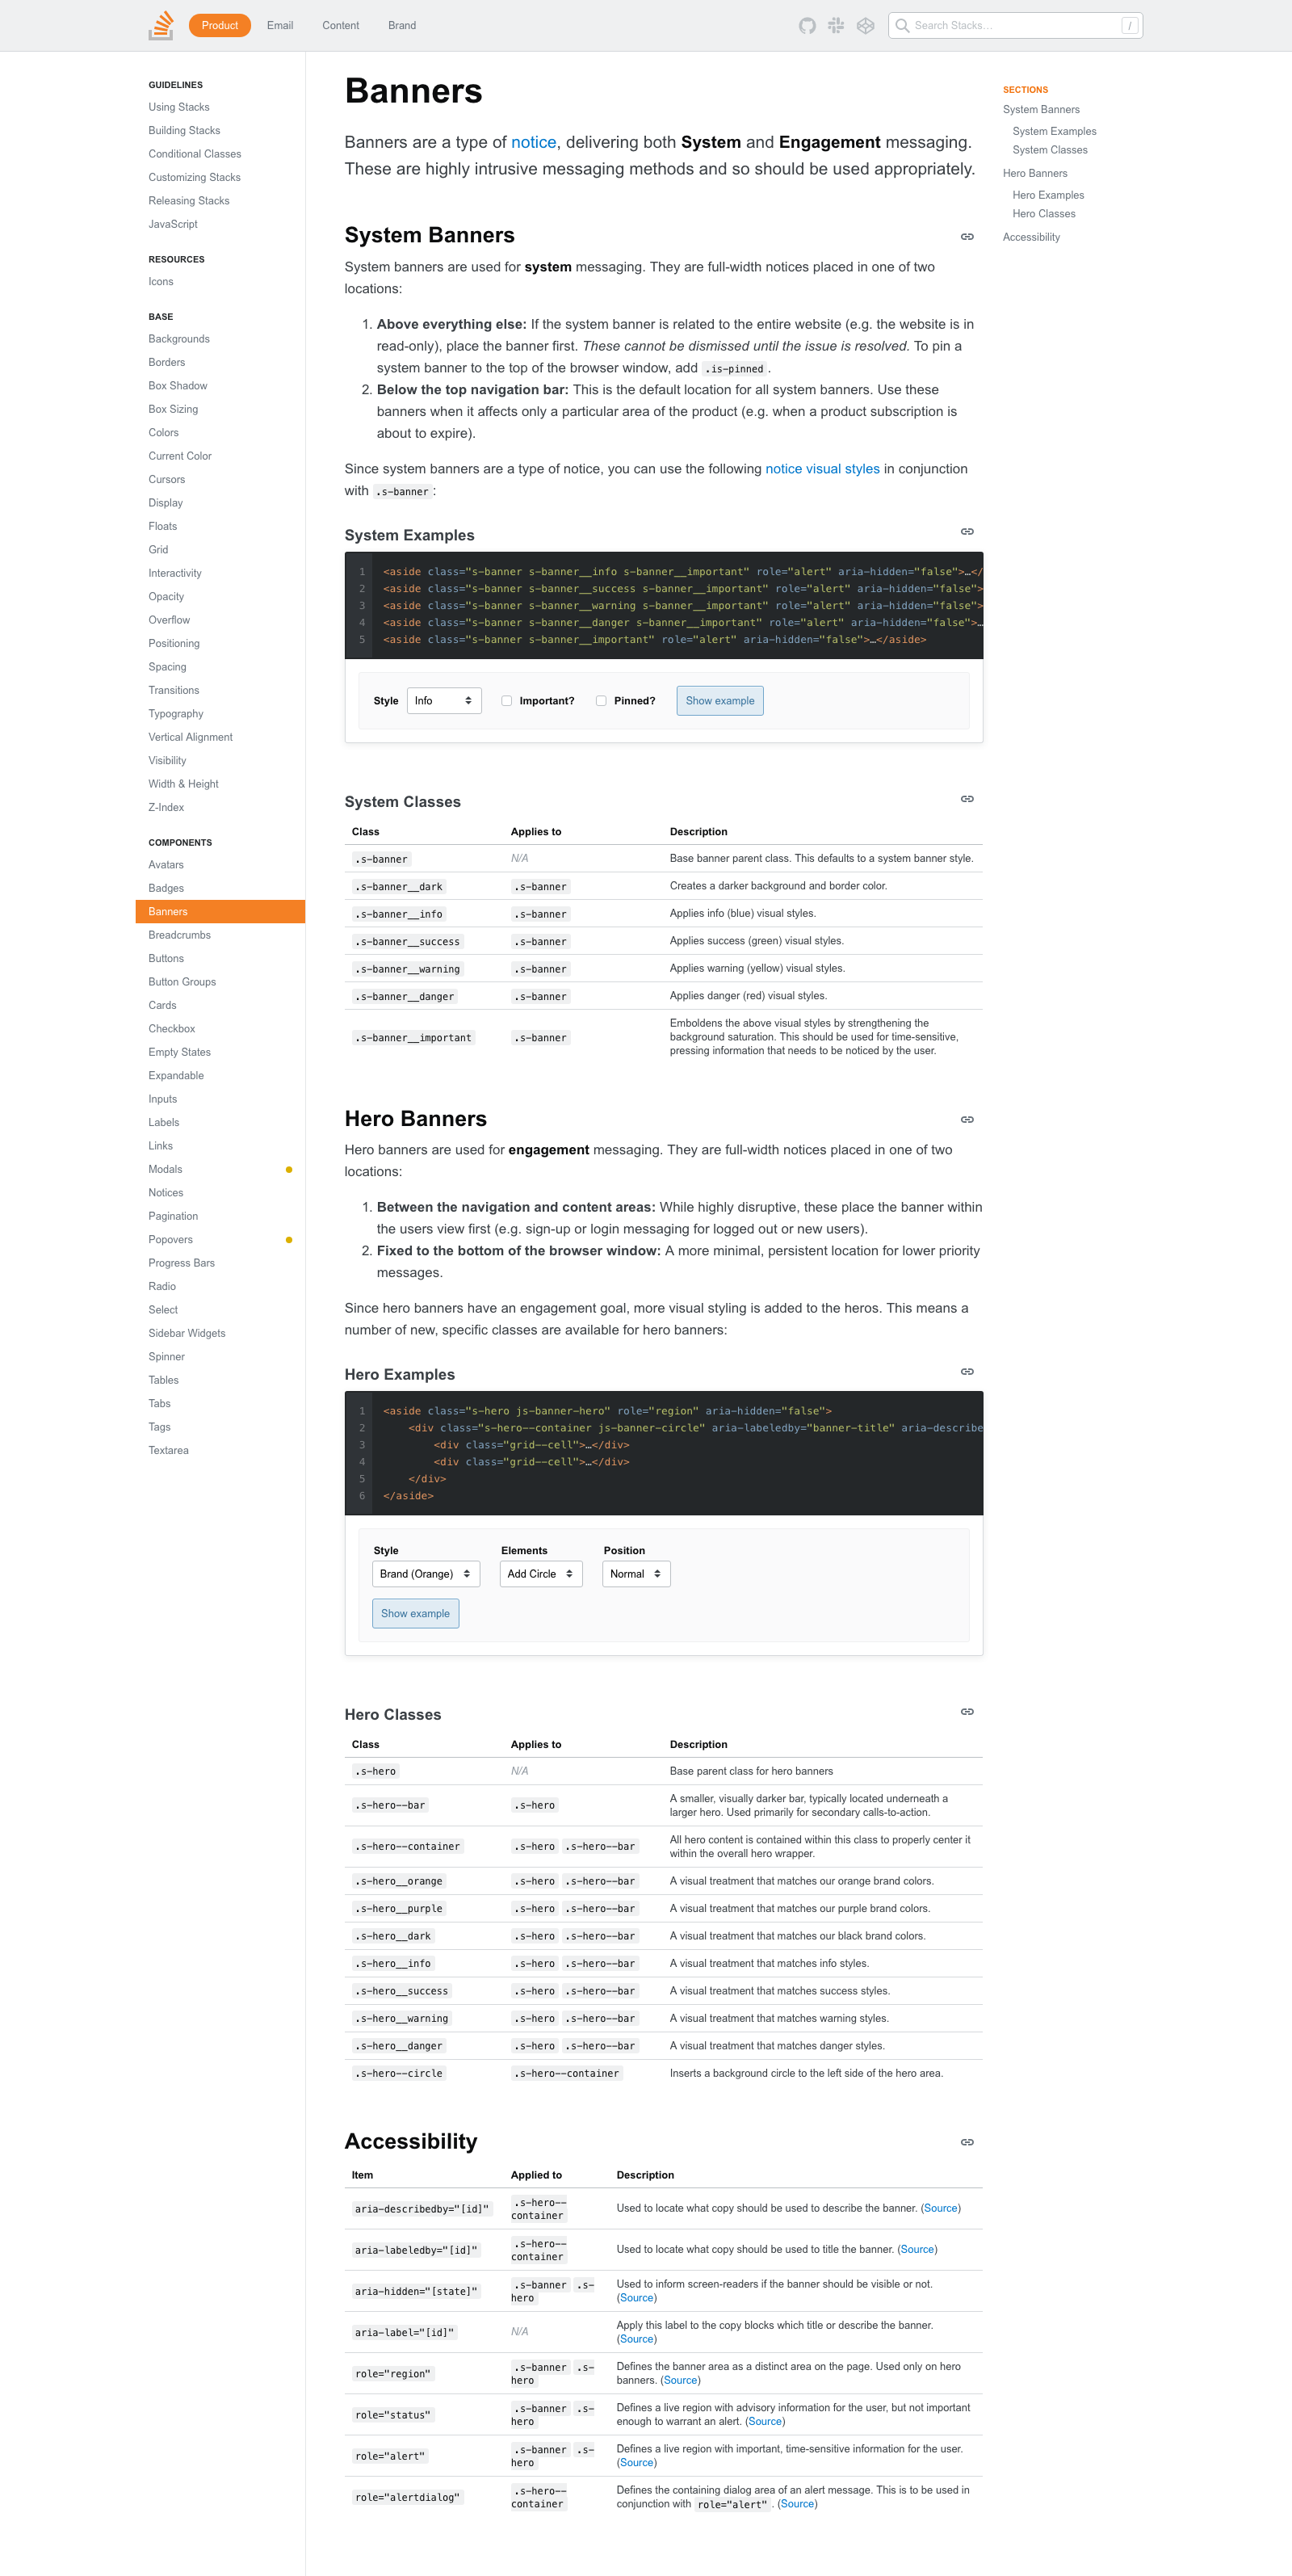 Product Email Content Brand
Search Stacks… /
GUIDELINES
Using Stacks
Building Stacks
Conditional Classes
Customizing Stacks
Releasing Stacks
JavaScript
RESOURCES
Icons
BASE
Backgrounds
Borders
Box Shadow
Box Sizing
Colors
Current Color
Cursors
Display
Floats
Grid
Interactivity
Opacity
Overflow
Positioning
Spacing
Transitions
Typography
Vertical Alignment
Visibility
Width & Height
Z-Index
COMPONENTS
Avatars
Badges
Banners
Breadcrumbs
Buttons
Button Groups
Cards
Checkbox
Empty States
Expandable
Inputs
Labels
Links
Modals
Notices
Pagination
Popovers
Progress Bars
Radio
Select
Sidebar Widgets
Spinner
Tables
Tabs
Tags
Textarea
Banners
Banners are a type of notice, delivering both System and Engagement messaging.
These are highly intrusive messaging methods and so should be used appropriately.
System Banners
System banners are used for system messaging. They are full-width notices placed in one of two
locations:
1. Above everything else: If the system banner is related to the entire website (e.g. the website is in
read-only), place the banner first. These cannot be dismissed until the issue is resolved. To pin a
system banner to the top of the browser window, add .is-pinned.
2. Below the top navigation bar: This is the default location for all system banners. Use these
banners when it affects only a particular area of the product (e.g. when a product subscription is
about to expire).
Since system banners are a type of notice, you can use the following notice visual styles in conjunction
with .s-banner:
System Examples
1 <aside class="s-banner s-banner__info s-banner__important" role="alert" aria-hidden="false">…</
2 <aside class="s-banner s-banner__success s-banner__important" role="alert" aria-hidden="false">
3 <aside class="s-banner s-banner__warning s-banner__important" role="alert" aria-hidden="false">
4 <aside class="s-banner s-banner__danger s-banner__important" role="alert" aria-hidden="false">…
5 <aside class="s-banner s-banner__important" role="alert" aria-hidden="false">…</aside>
Style Info Important? Pinned? Show example
System Classes
Class Applies to Description
.s-banner N/A Base banner parent class. This defaults to a system banner style.
.s-banner__dark .s-banner Creates a darker background and border color.
.s-banner__info .s-banner Applies info (blue) visual styles.
.s-banner__success .s-banner Applies success (green) visual styles.
.s-banner__warning .s-banner Applies warning (yellow) visual styles.
.s-banner__danger .s-banner Applies danger (red) visual styles.
.s-banner__important .s-banner Emboldens the above visual styles by strengthening the
background saturation. This should be used for time-sensitive,
pressing information that needs to be noticed by the user.
Hero Banners
Hero banners are used for engagement messaging. They are full-width notices placed in one of two
locations:
1. Between the navigation and content areas: While highly disruptive, these place the banner within
the users view first (e.g. sign-up or login messaging for logged out or new users).
2. Fixed to the bottom of the browser window: A more minimal, persistent location for lower priority
messages.
Since hero banners have an engagement goal, more visual styling is added to the heros. This means a
number of new, specific classes are available for hero banners:
Hero Examples
1 <aside class="s-hero js-banner-hero" role="region" aria-hidden="false">
2 <div class="s-hero--container js-banner-circle" aria-labeledby="banner-title" aria-describe
3 <div class="grid--cell">…</div>
4 <div class="grid--cell">…</div>
5 </div>
6 </aside>
Style Elements Position
Brand (Orange) Add Circle Normal
Show example
Hero Classes
Class Applies to Description
.s-hero N/A Base parent class for hero banners
.s-hero--bar .s-hero A smaller, visually darker bar, typically located underneath a
larger hero. Used primarily for secondary calls-to-action.
.s-hero--container .s-hero .s-hero--bar All hero content is contained within this class to properly center it
within the overall hero wrapper.
.s-hero__orange .s-hero .s-hero--bar A visual treatment that matches our orange brand colors.
.s-hero__purple .s-hero .s-hero--bar A visual treatment that matches our purple brand colors.
.s-hero__dark .s-hero .s-hero--bar A visual treatment that matches our black brand colors.
.s-hero__info .s-hero .s-hero--bar A visual treatment that matches info styles.
.s-hero__success .s-hero .s-hero--bar A visual treatment that matches success styles.
.s-hero__warning .s-hero .s-hero--bar A visual treatment that matches warning styles.
.s-hero__danger .s-hero .s-hero--bar A visual treatment that matches danger styles.
.s-hero--circle .s-hero--container Inserts a background circle to the left side of the hero area.
Accessibility
Item Applied to Description
aria-describedby="[id]" .s-hero--
container Used to locate what copy should be used to describe the banner. (Source)
aria-labeledby="[id]" .s-hero--
container Used to locate what copy should be used to title the banner. (Source)
aria-hidden="[state]" .s-banner .s- Used to inform screen-readers if the banner should be visible or not.
hero (Source)
aria-label="[id]" N/A Apply this label to the copy blocks which title or describe the banner.
(Source)
role="region" .s-banner .s- Defines the banner area as a distinct area on the page. Used only on hero
hero banners. (Source)
role="status" .s-banner .s- Defines a live region with advisory information for the user, but not important
hero enough to warrant an alert. (Source)
role="alert" .s-banner .s- Defines a live region with important, time-sensitive information for the user.
hero (Source)
role="alertdialog" .s-hero-- Defines the containing dialog area of an alert message. This is to be used in
container conjunction with role="alert". (Source)
SECTIONS
System Banners
System Examples
System Classes
Hero Banners
Hero Examples
Hero Classes
Accessibility